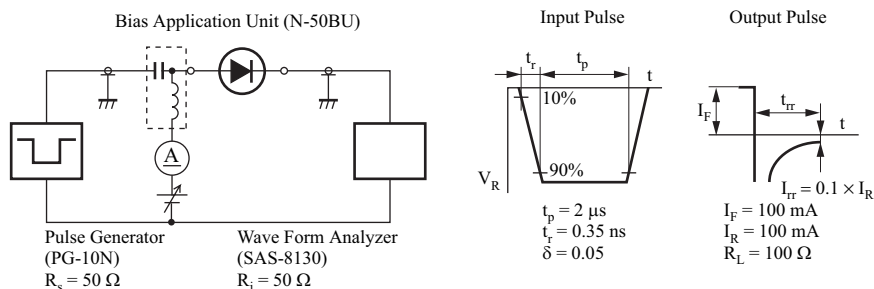 Bias Application Unit (N-50BU)
A
Pulse Generator
(PG-10N)
R_s = 50 Ω
Wave Form Analyzer
(SAS-8130)
R_i = 50 Ω
Input Pulse
t_r
t_p
t
10%
90%
V_R
t_p = 2 μs
t_r = 0.35 ns
δ = 0.05
Output Pulse
I_F
t_rr
t
I_rr = 0.1 × I_R
I_F = 100 mA
I_R = 100 mA
R_L = 100 Ω